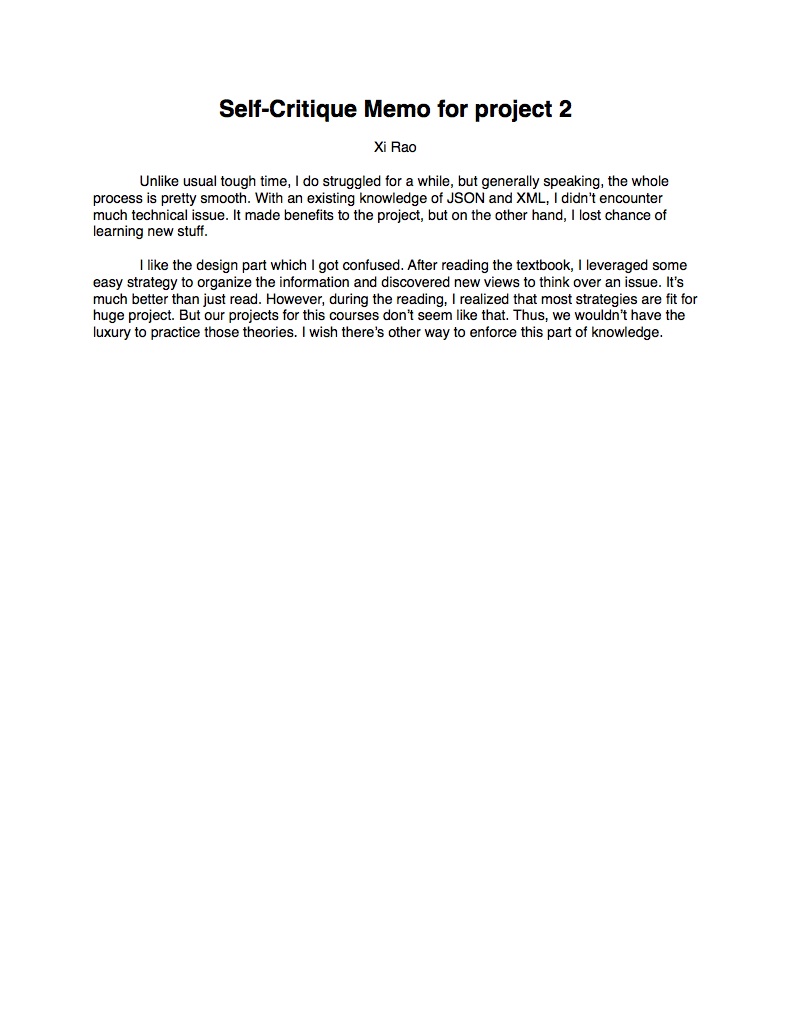 Self-Critique Memo for project 2
Xi Rao
Unlike usual tough time, I do struggled for a while, but generally speaking, the whole
process is pretty smooth. With an existing knowledge of JSON and XML, I didn’t encounter
much technical issue. It made benefits to the project, but on the other hand, I lost chance of
learning new stuff.
I like the design part which I got confused. After reading the textbook, I leveraged some
easy strategy to organize the information and discovered new views to think over an issue. It’s
much better than just read. However, during the reading, I realized that most strategies are fit for
huge project. But our projects for this courses don’t seem like that. Thus, we wouldn’t have the
luxury to practice those theories. I wish there’s other way to enforce this part of knowledge.